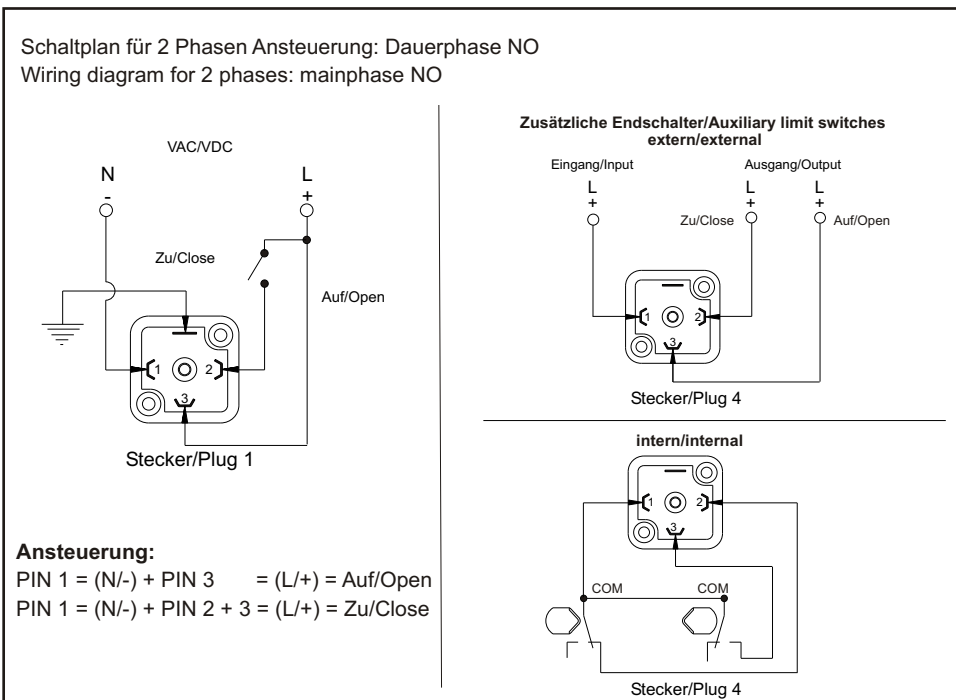 Schaltplan für 2 Phasen Ansteuerung: Dauerphase NO
Wiring diagram for 2 phases: mainphase NO
VAC/VDC
N
-
L
+
Zu/Close
Auf/Open
1
2
3
Stecker/Plug 1
Ansteuerung:
PIN 1 = (N/-) + PIN 3 = (L/+) = Auf/Open
PIN 1 = (N/-) + PIN 2 + 3 = (L/+) = Zu/Close
Zusätzliche Endschalter/Auxiliary limit switches
extern/external
Eingang/Input
Ausgang/Output
L
+
L
+
L
+
Zu/Close
Auf/Open
1
2
3
Stecker/Plug 4
intern/internal
1
2
3
COM
COM
Stecker/Plug 4